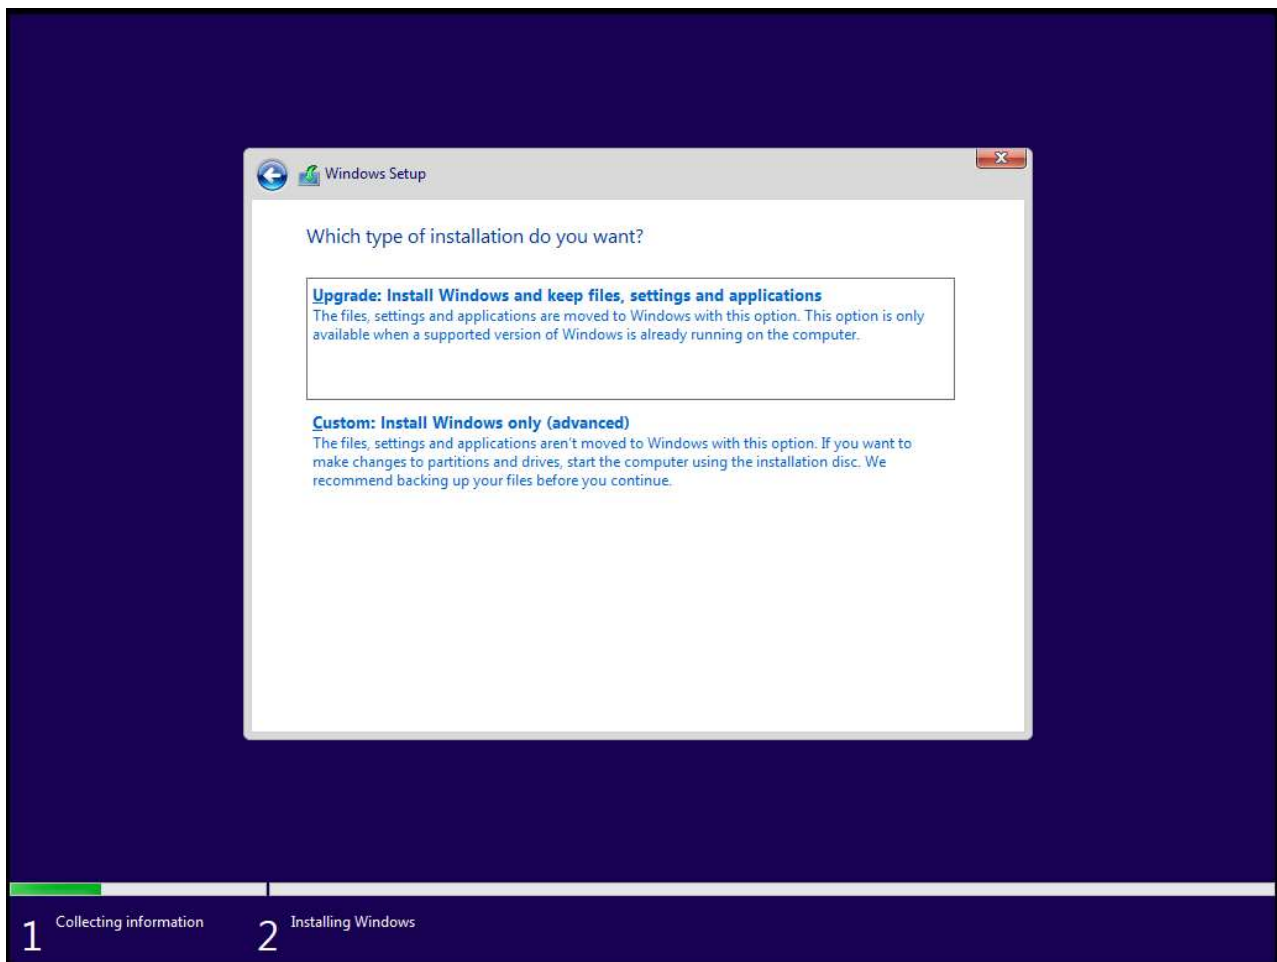 Windows Setup
Which type of installation do you want?
Upgrade: Install Windows and keep files, settings and applications
The files, settings and applications are moved to Windows with this option. This option is only
available when a supported version of Windows is already running on the computer.
Custom: Install Windows only (advanced)
The files, settings and applications aren't moved to Windows with this option. If you want to
make changes to partitions and drives, start the computer using the installation disc. We
recommend backing up your files before you continue.
1 Collecting information
2 Installing Windows